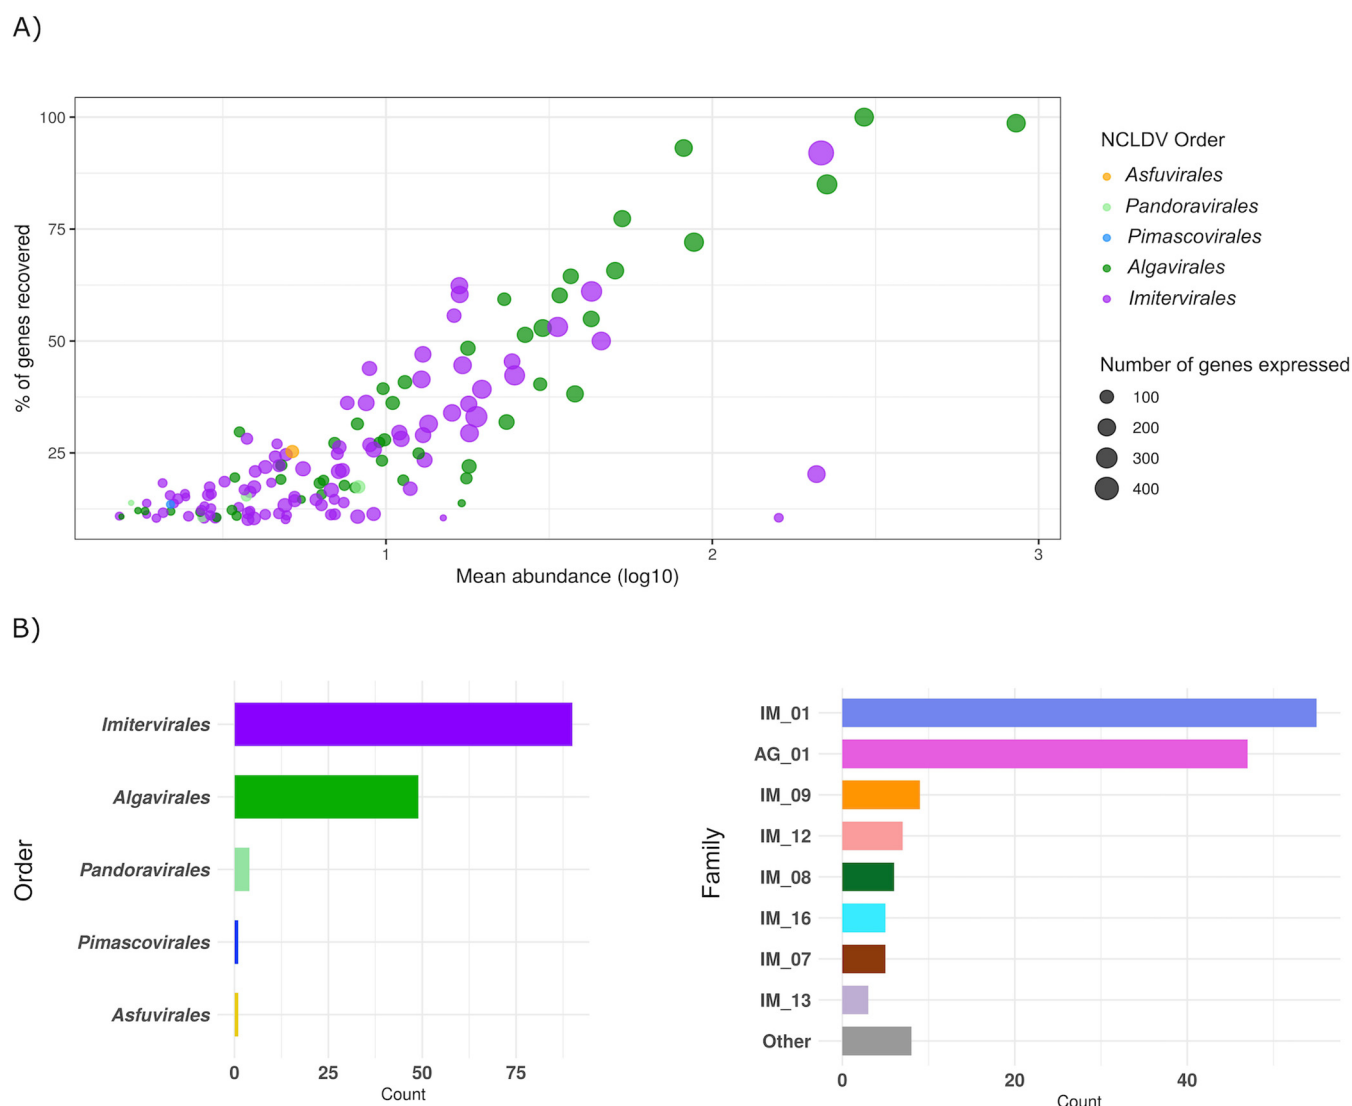 A)
100
75
50
25
% of genes recovered
1
2
3
Mean abundance (log10)
NCLDV Order
Asfuvirales
Pandoravirales
Pimascovirales
Algavirales
Imitervirales
Number of genes expressed
100
200
300
400
B)
Order
Imitervirales
Algavirales
Pandoravirales
Pimascovirales
Asfuvirales
0 25 50 75
Count
Family
IM_01
AG_01
IM_09
IM_12
IM_08
IM_16
IM_07
IM_13
Other
0 20 40
Count